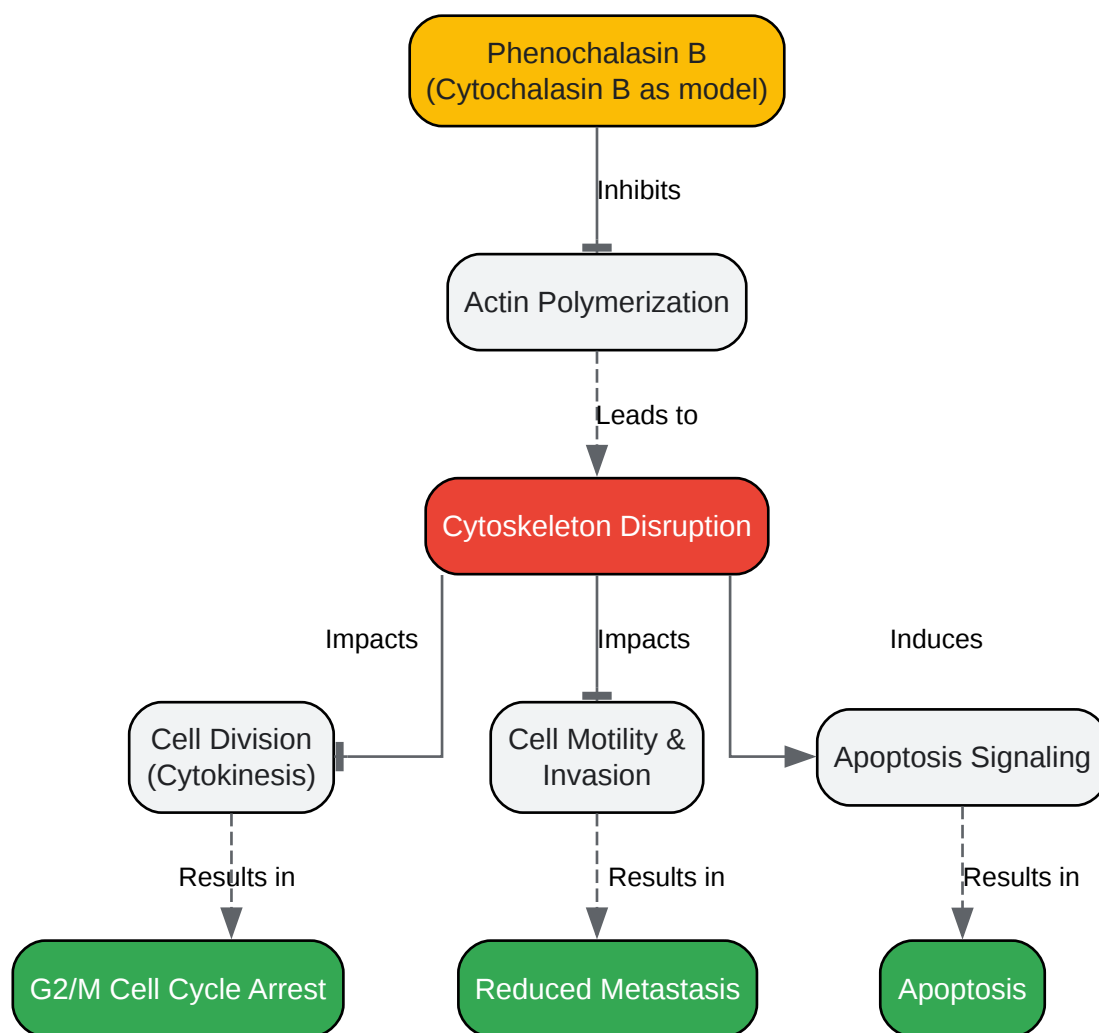 Phenochalasin B
(Cytochalasin B as model)
Inhibits
Actin Polymerization
Leads to
Cytoskeleton Disruption
Impacts
Impacts
Induces
Cell Division
(Cytokinesis)
Cell Motility &
Invasion
Apoptosis Signaling
Results in
Results in
Results in
G2/M Cell Cycle Arrest
Reduced Metastasis
Apoptosis